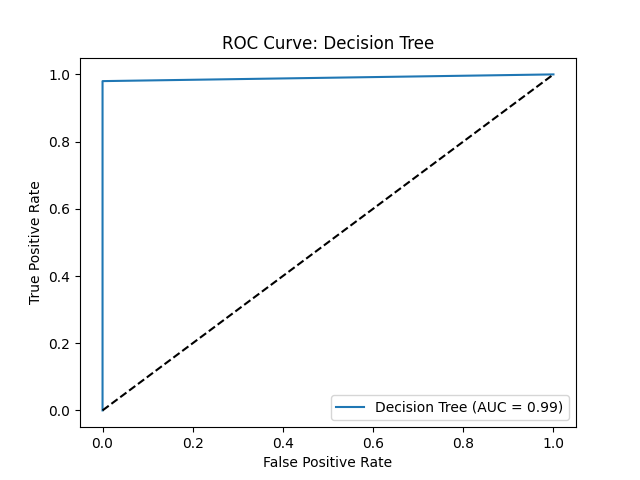 ROC Curve: Decision Tree
1.0
0.8
0.6
0.4
0.2
0.0
True Positive Rate
Decision Tree (AUC = 0.99)
0.0 0.2 0.4 0.6 0.8 1.0
False Positive Rate